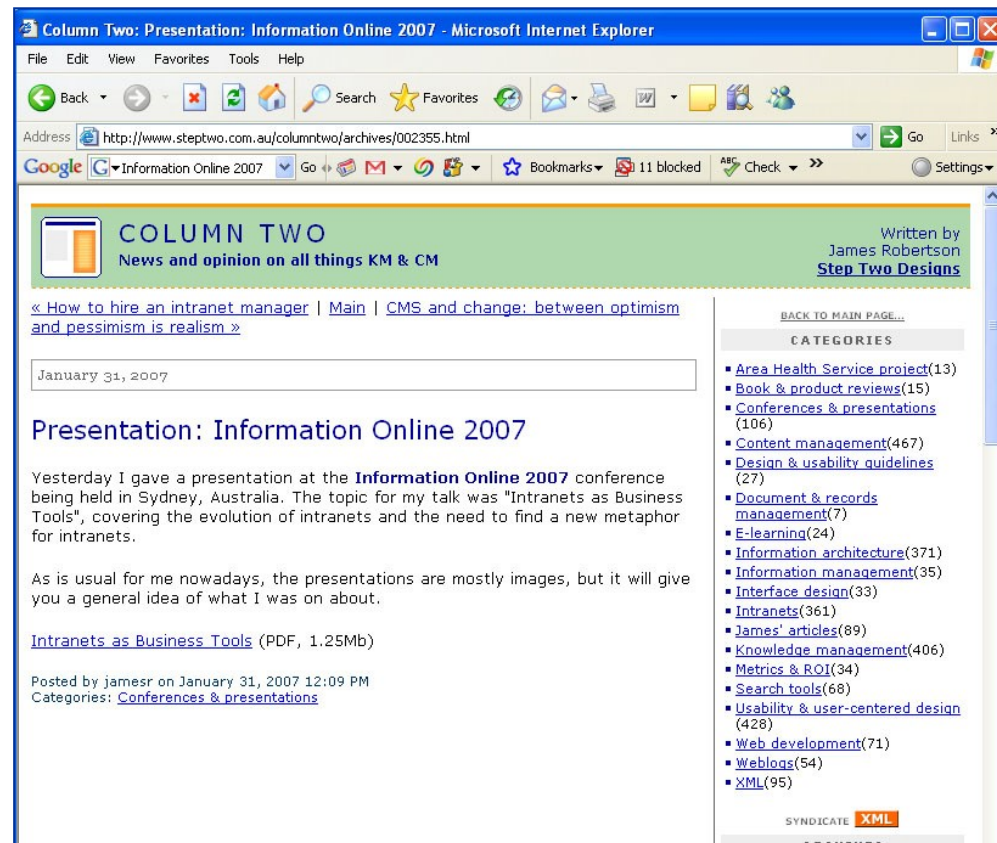 Column Two: Presentation: Information Online 2007 - Microsoft Internet Explorer
File Edit View Favorites Tools Help
Back Search Favorites
Address http://www.steptwo.com.au/columntwo/archives/002355.html Go Links »
Google G Information Online 2007 Go Bookmarks 11 blocked ABC Check » Settings
COLUMN TWO
News and opinion on all things KM & CM
Written by
James Robertson
Step Two Designs
« How to hire an intranet manager | Main | CMS and change: between optimism
and pessimism is realism »
January 31, 2007
Presentation: Information Online 2007
Yesterday I gave a presentation at the Information Online 2007 conference
being held in Sydney, Australia. The topic for my talk was "Intranets as Business
Tools", covering the evolution of intranets and the need to find a new metaphor
for intranets.
As is usual for me nowadays, the presentations are mostly images, but it will give
you a general idea of what I was on about.
Intranets as Business Tools (PDF, 1.25Mb)
Posted by jamesr on January 31, 2007 12:09 PM
Categories: Conferences & presentations
BACK TO MAIN PAGE...
CATEGORIES
Area Health Service project(13)
Book & product reviews(15)
Conferences & presentations
(106)
Content management(467)
Design & usability guidelines
(27)
Document & records
management(7)
E-learning(24)
Information architecture(371)
Information management(35)
Interface design(33)
Intranets(361)
James' articles(89)
Knowledge management(406)
Metrics & ROI(34)
Search tools(68)
Usability & user-centered design
(428)
Web development(71)
Weblogs(54)
XML(95)
SYNDICATE XML